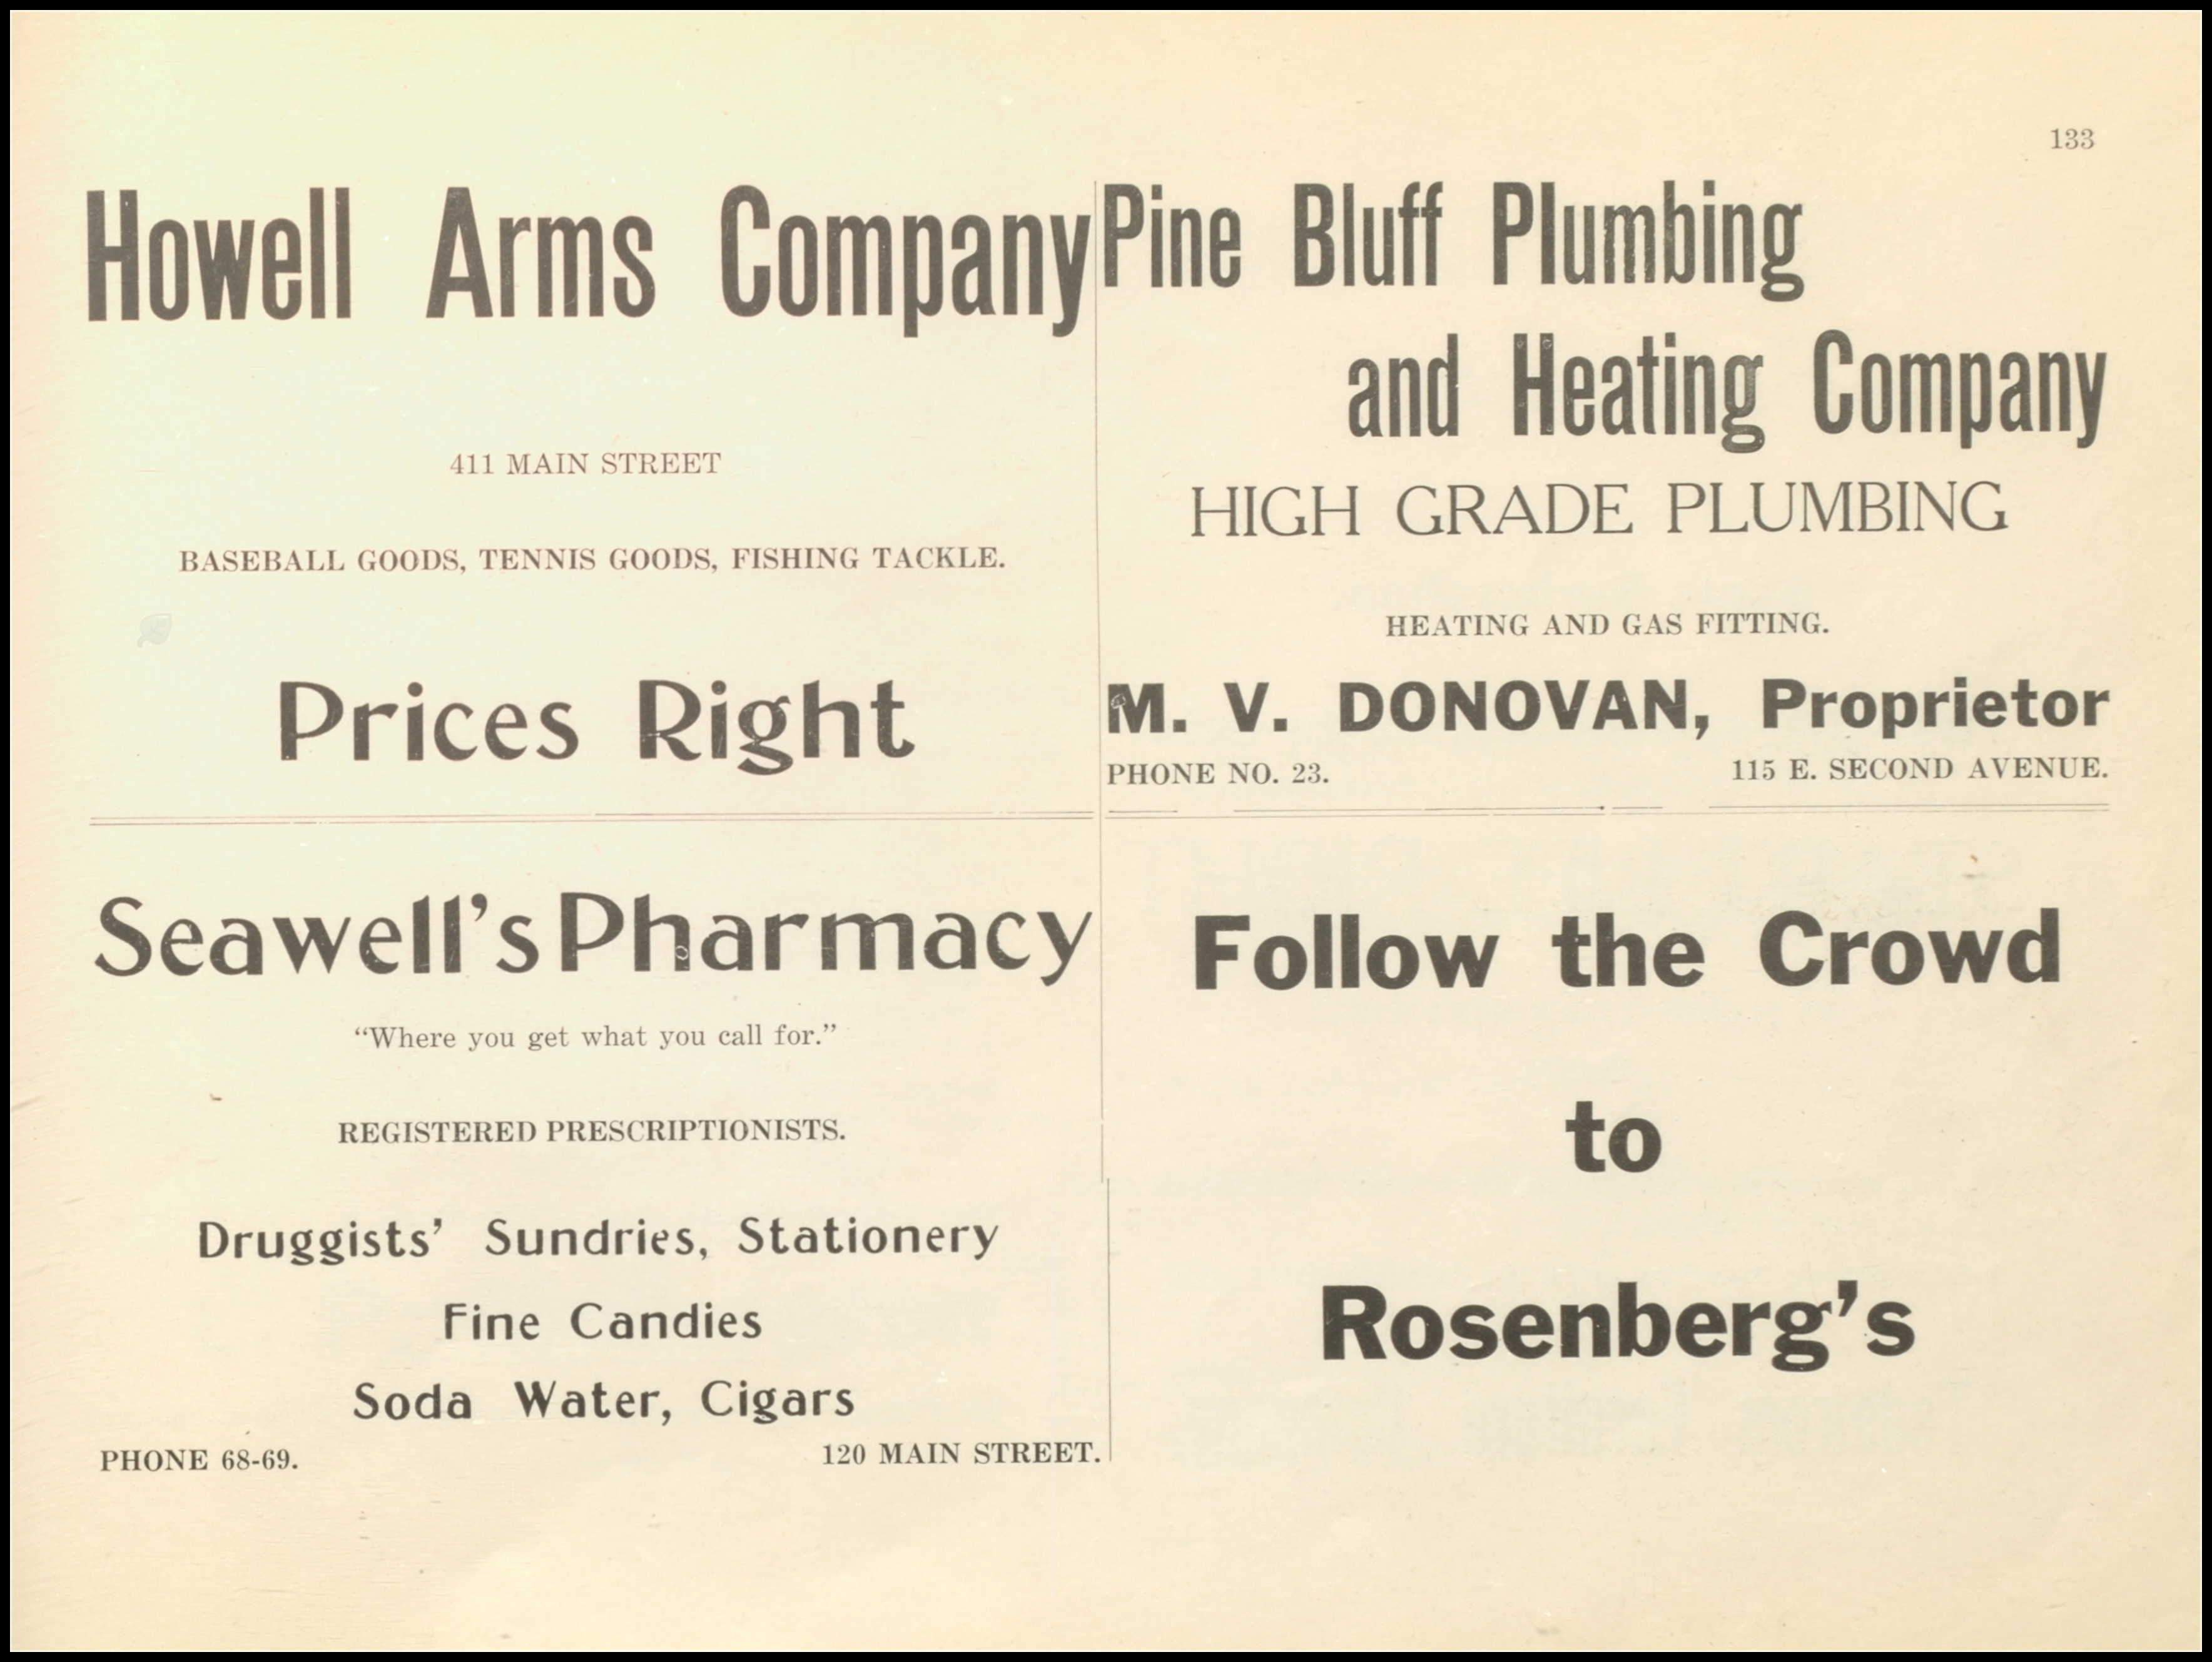 133
Howell Arms Company
411 MAIN STREET
BASEBALL GOODS, TENNIS GOODS, FISHING TACKLE.
Prices Right
Pine Bluff Plumbing
and Heating Company
HIGH GRADE PLUMBING
HEATING AND GAS FITTING.
M. V. DONOVAN, Proprietor
PHONE NO. 23. 115 E. SECOND AVENUE.
Seawell's Pharmacy
“Where you get what you call for.”
REGISTERED PRESCRIPTIONISTS.
Druggists' Sundries, Stationery
Fine Candies
Soda Water, Cigars
PHONE 68-69. 120 MAIN STREET.
Follow the Crowd
to
Rosenberg's